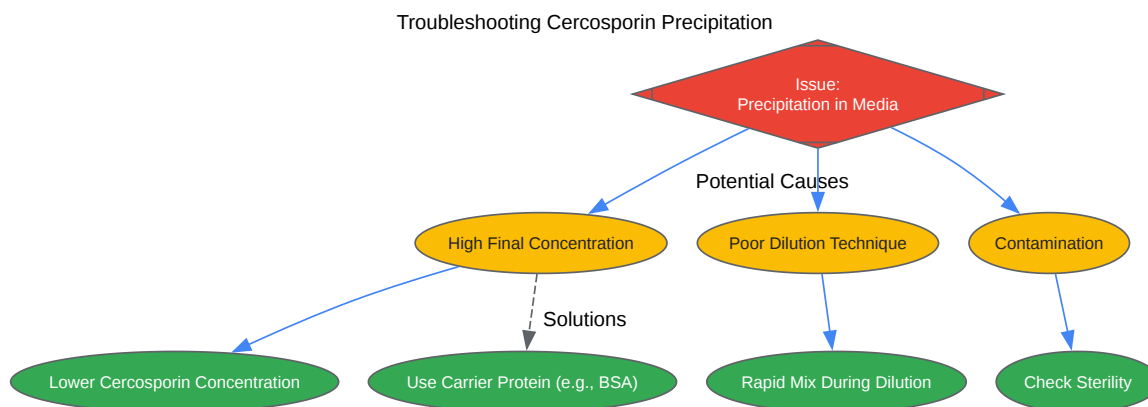 Troubleshooting Cercosporin Precipitation
Issue:
Precipitation in Media
Potential Causes
High Final Concentration
Poor Dilution Technique
Contamination
Solutions
Lower Cercosporin Concentration
Use Carrier Protein (e.g., BSA)
Rapid Mix During Dilution
Check Sterility